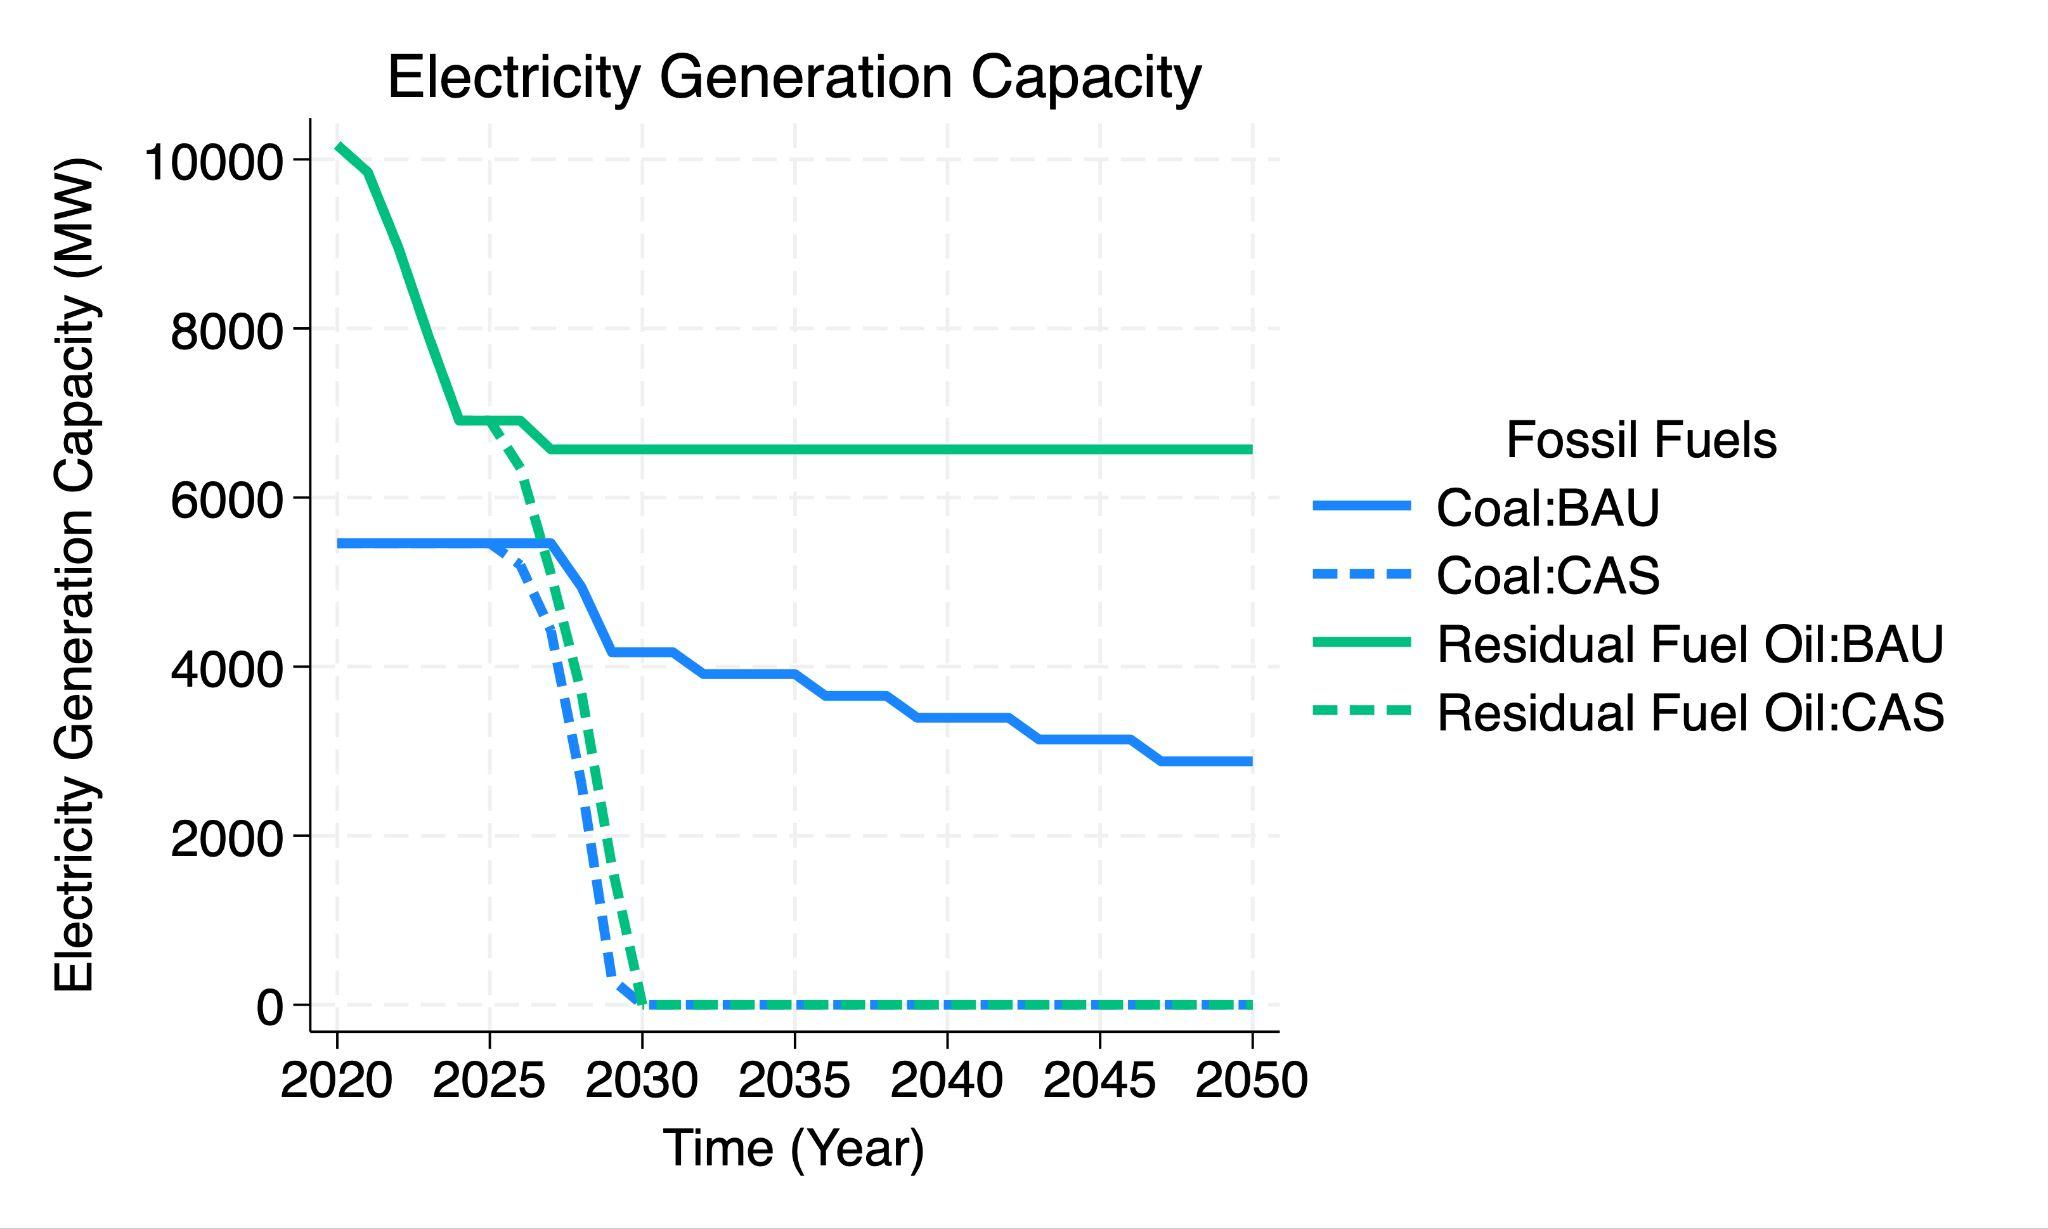 Electricity Generation Capacity
Electricity Generation Capacity (MW)
10000
8000
6000
4000
2000
0
2020 2025 2030 2035 2040 2045 2050
Time (Year)
Fossil Fuels
Coal:BAU
Coal:CAS
Residual Fuel Oil:BAU
Residual Fuel Oil:CAS